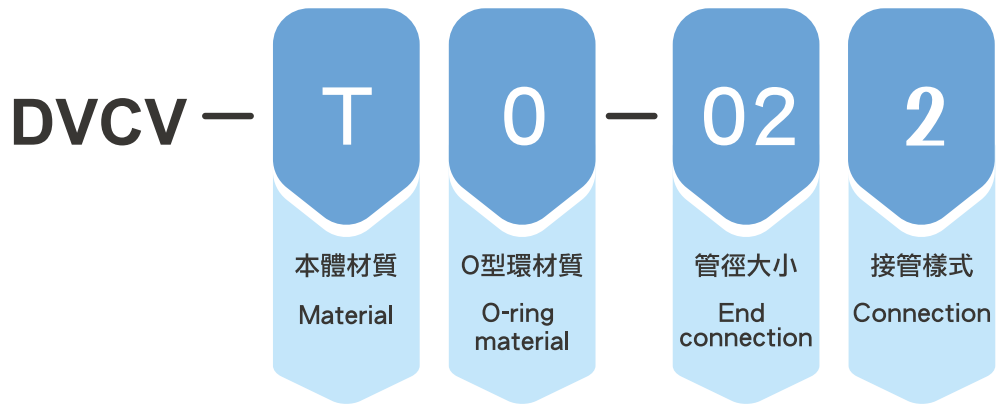 DVCV — T 0 — 02 2
本體材質
Material
O型環材質
O-ring
material
管徑大小
End
connection
接管樣式
Connection